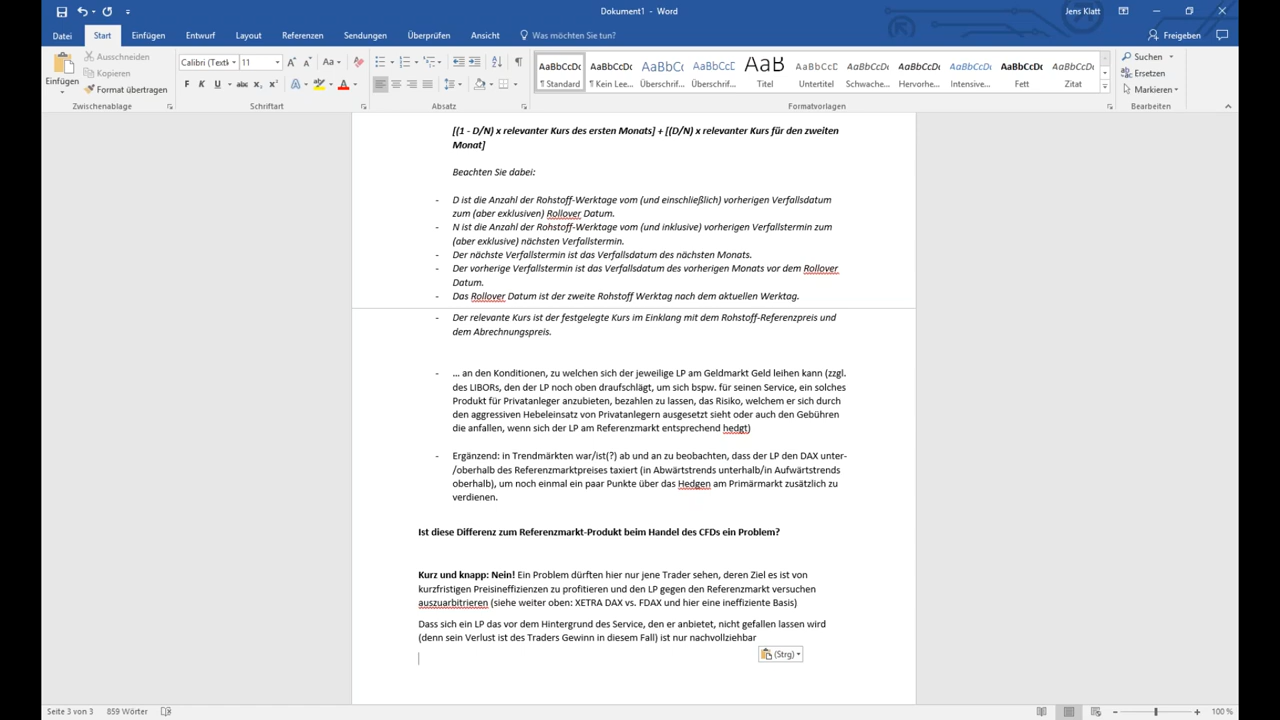 Dokument1 - Word
Jens Klatt
Datei Start Einfügen Entwurf Layout Referenzen Sendungen Überprüfen Ansicht Was möchten Sie tun? Freigeben
Einfügen
Ausschneiden
Kopieren
Format übertragen
Zwischenablage
Calibri (Textk 11
F K U abc x₂ x² A
Schriftart
Absatz
AaBbCcDc AaBbCcDc AaBbCc AaBbCcD AaB AaBbCcD AaBbCcDc AaBbCcDc AaBbCcDc AaBbCcDc AaBbCcDc
¶ Standard ¶ Kein Lee... Überschrif... Überschrif... Titel Untertitel Schwache... Hervorhe... Intensive... Fett Zitat
Formatvorlagen
Suchen
Ersetzen
Markieren
Bearbeiten
[(1 - D/N) x relevanter Kurs des ersten Monats] + [(D/N) x relevanter Kurs für den zweiten
Monat]
Beachten Sie dabei:
- D ist die Anzahl der Rohstoff-Werktage vom (und einschließlich) vorherigen Verfallsdatum
zum (aber exklusiven) Rollover Datum.
- N ist die Anzahl der Rohstoff-Werktage vom (und inklusive) vorherigen Verfallstermin zum
(aber exklusive) nächsten Verfallstermin.
- Der nächste Verfallstermin ist das Verfallsdatum des nächsten Monats.
- Der vorherige Verfallstermin ist das Verfallsdatum des vorherigen Monats vor dem Rollover
Datum.
- Das Rollover Datum ist der zweite Rohstoff Werktag nach dem aktuellen Werktag.
- Der relevante Kurs ist der festgelegte Kurs im Einklang mit dem Rohstoff-Referenzpreis und
dem Abrechnungspreis.
- … an den Konditionen, zu welchen sich der jeweilige LP am Geldmarkt Geld leihen kann (zzgl.
des LIBORs, den der LP noch oben draufschlägt, um sich bspw. für seinen Service, ein solches
Produkt für Privatanleger anzubieten, bezahlen zu lassen, das Risiko, welchem er sich durch
den aggressiven Hebeleinsatz von Privatanlegern ausgesetzt sieht oder auch den Gebühren
die anfallen, wenn sich der LP am Referenzmarkt entsprechend hedgt)
- Ergänzend: in Trendmärkten war/ist(?) ab und an zu beobachten, dass der LP den DAX unter-
/oberhalb des Referenzmarktpreises taxiert (in Abwärtstrends unterhalb/in Aufwärtstrends
oberhalb), um noch einmal ein paar Punkte über das Hedgen am Primärmarkt zusätzlich zu
verdienen.
Ist diese Differenz zum Referenzmarkt-Produkt beim Handel des CFDs ein Problem?
Kurz und knapp: Nein! Ein Problem dürften hier nur jene Trader sehen, deren Ziel es ist von
kurzfristigen Preisineffizienzen zu profitieren und den LP gegen den Referenzmarkt versuchen
auszuarbitrieren (siehe weiter oben: XETRA DAX vs. FDAX und hier eine ineffiziente Basis)
Dass sich ein LP das vor dem Hintergrund des Service, den er anbietet, nicht gefallen lassen wird
(denn sein Verlust ist des Traders Gewinn in diesem Fall) ist nur nachvollziehbar
(Strg)
Seite 3 von 3 859 Wörter 100 %